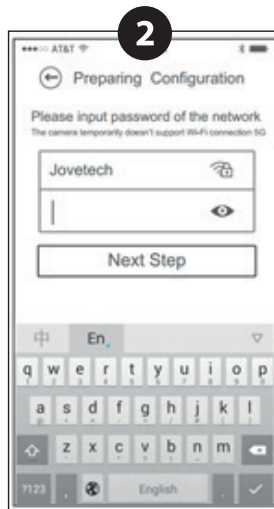 2
AT&T
Preparing Configuration
Please input password of the network
The camera temporarily doesn't support Wi-Fi connection 5G
Jovetech
Next Step
中 En
q w e r t y u i o p
a s d f g h j k l
z x c v b n m
?123 , English .